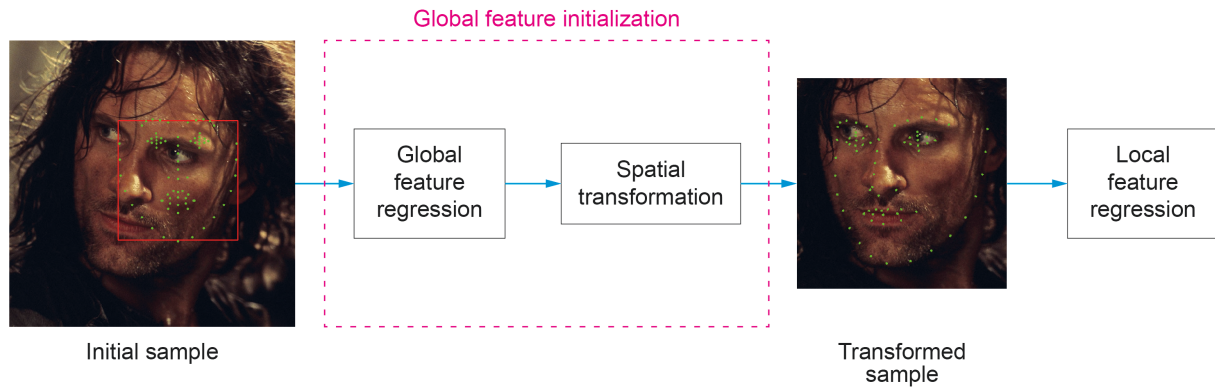 Global feature initialization
Global
feature
regression
Spatial
transformation
Local
feature
regression
Initial sample
Transformed
sample